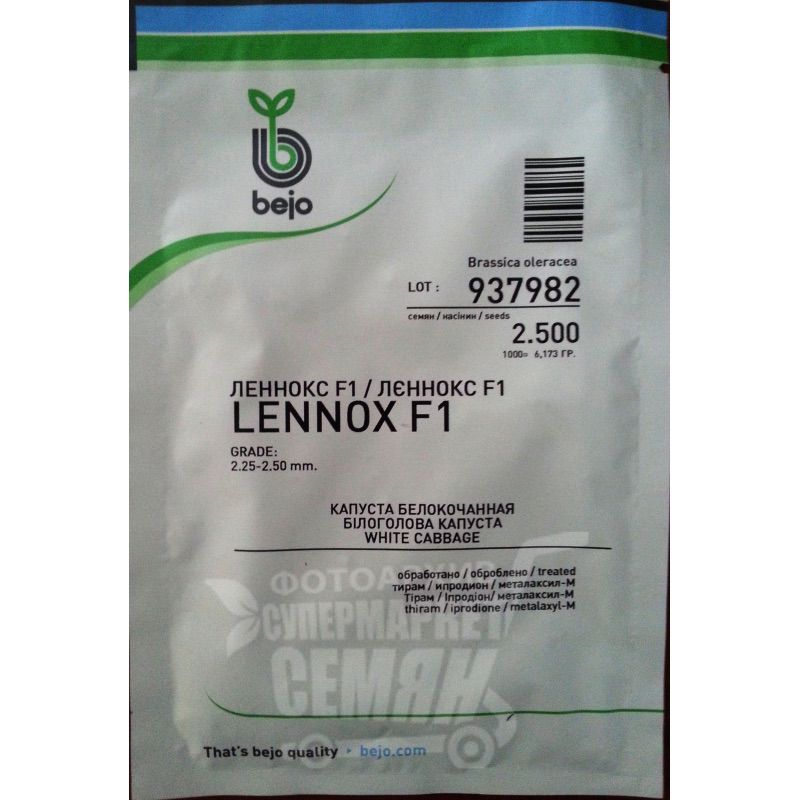 bejo
Brassica oleracea
LOT : 937982
семян / насінин / seeds
2.500
1000= 6,173 ГР.
ЛЕННОКС F1 / ЛЄННОКС F1
LENNOX F1
GRADE:
2.25-2.50 mm.
КАПУСТА БЕЛОКОЧАННАЯ
БІЛОГОЛОВА КАПУСТА
WHITE CABBAGE
обработано / оброблено / treated
тирам / ипродион / металаксил-М
Тірам / Іпродіон/ металаксил-М
thiram / iprodione / metalaxyl-M
СУПЕРМАРКЕТ
СЕМЯН
That's bejo quality ▸ bejo.com